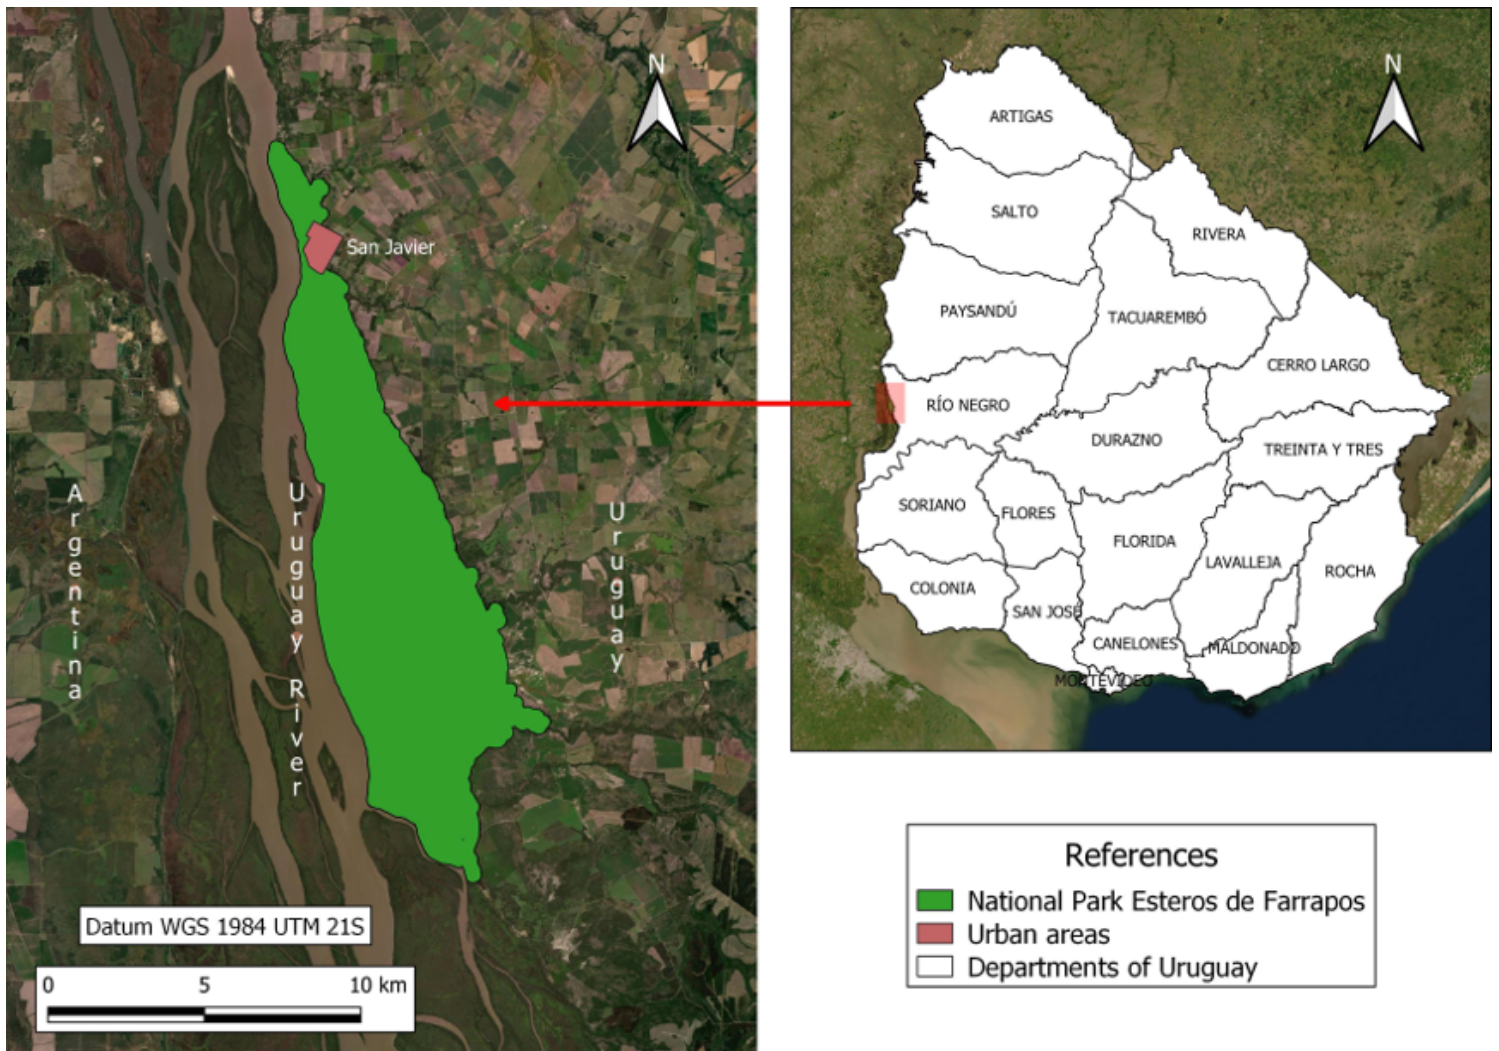 N
San Javier
Argentina
Uruguay River
Uruguay
Datum WGS 1984 UTM 21S
0 5 10 km
N
ARTIGAS
SALTO
RIVERA
PAYSANDÚ
TACUAREMBÓ
CERRO LARGO
RÍO NEGRO
DURAZNO
TREINTA Y TRES
SORIANO
FLORES
FLORIDA
LAVALLEJA
ROCHA
COLONIA
SAN JOSÉ
CANELONES
MALDONADO
MONTEVIDEO
References
National Park Esteros de Farrapos
Urban areas
Departments of Uruguay